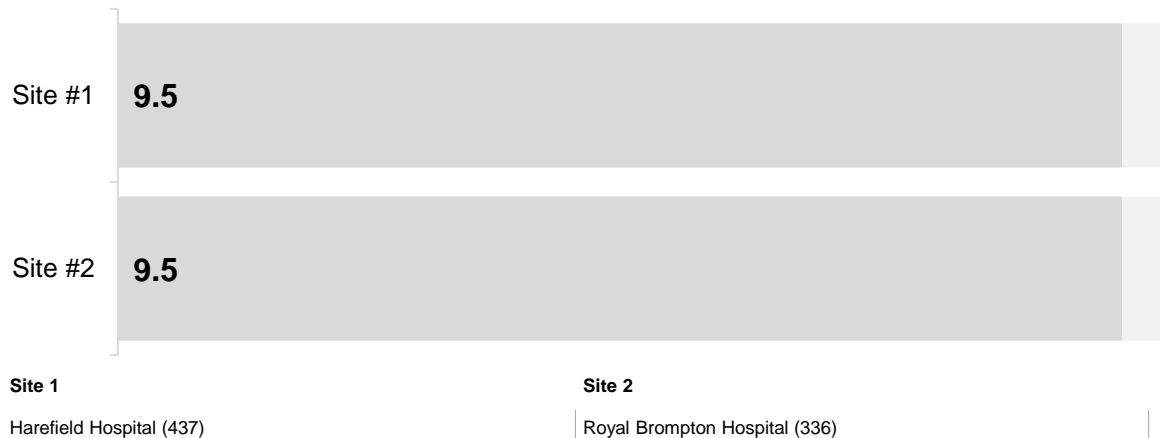 Site #1 9.5
Site #2 9.5
Site 1 Site 2
Harefield Hospital (437) Royal Brompton Hospital (336)